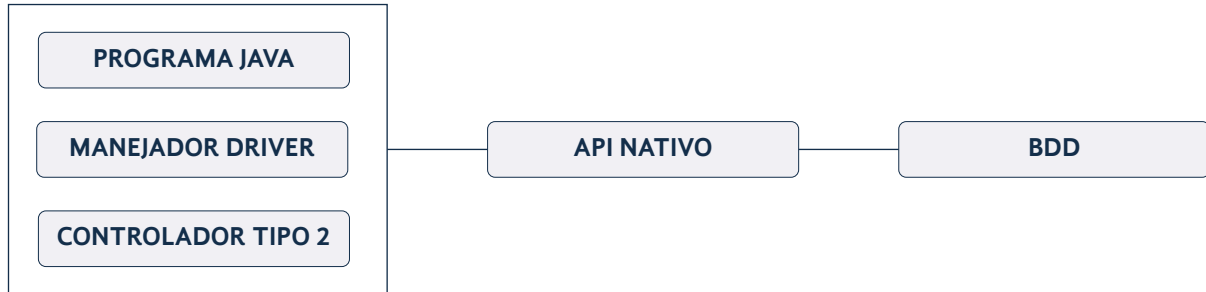 PROGRAMA JAVA
MANEJADOR DRIVER
CONTROLADOR TIPO 2
API NATIVO
BDD